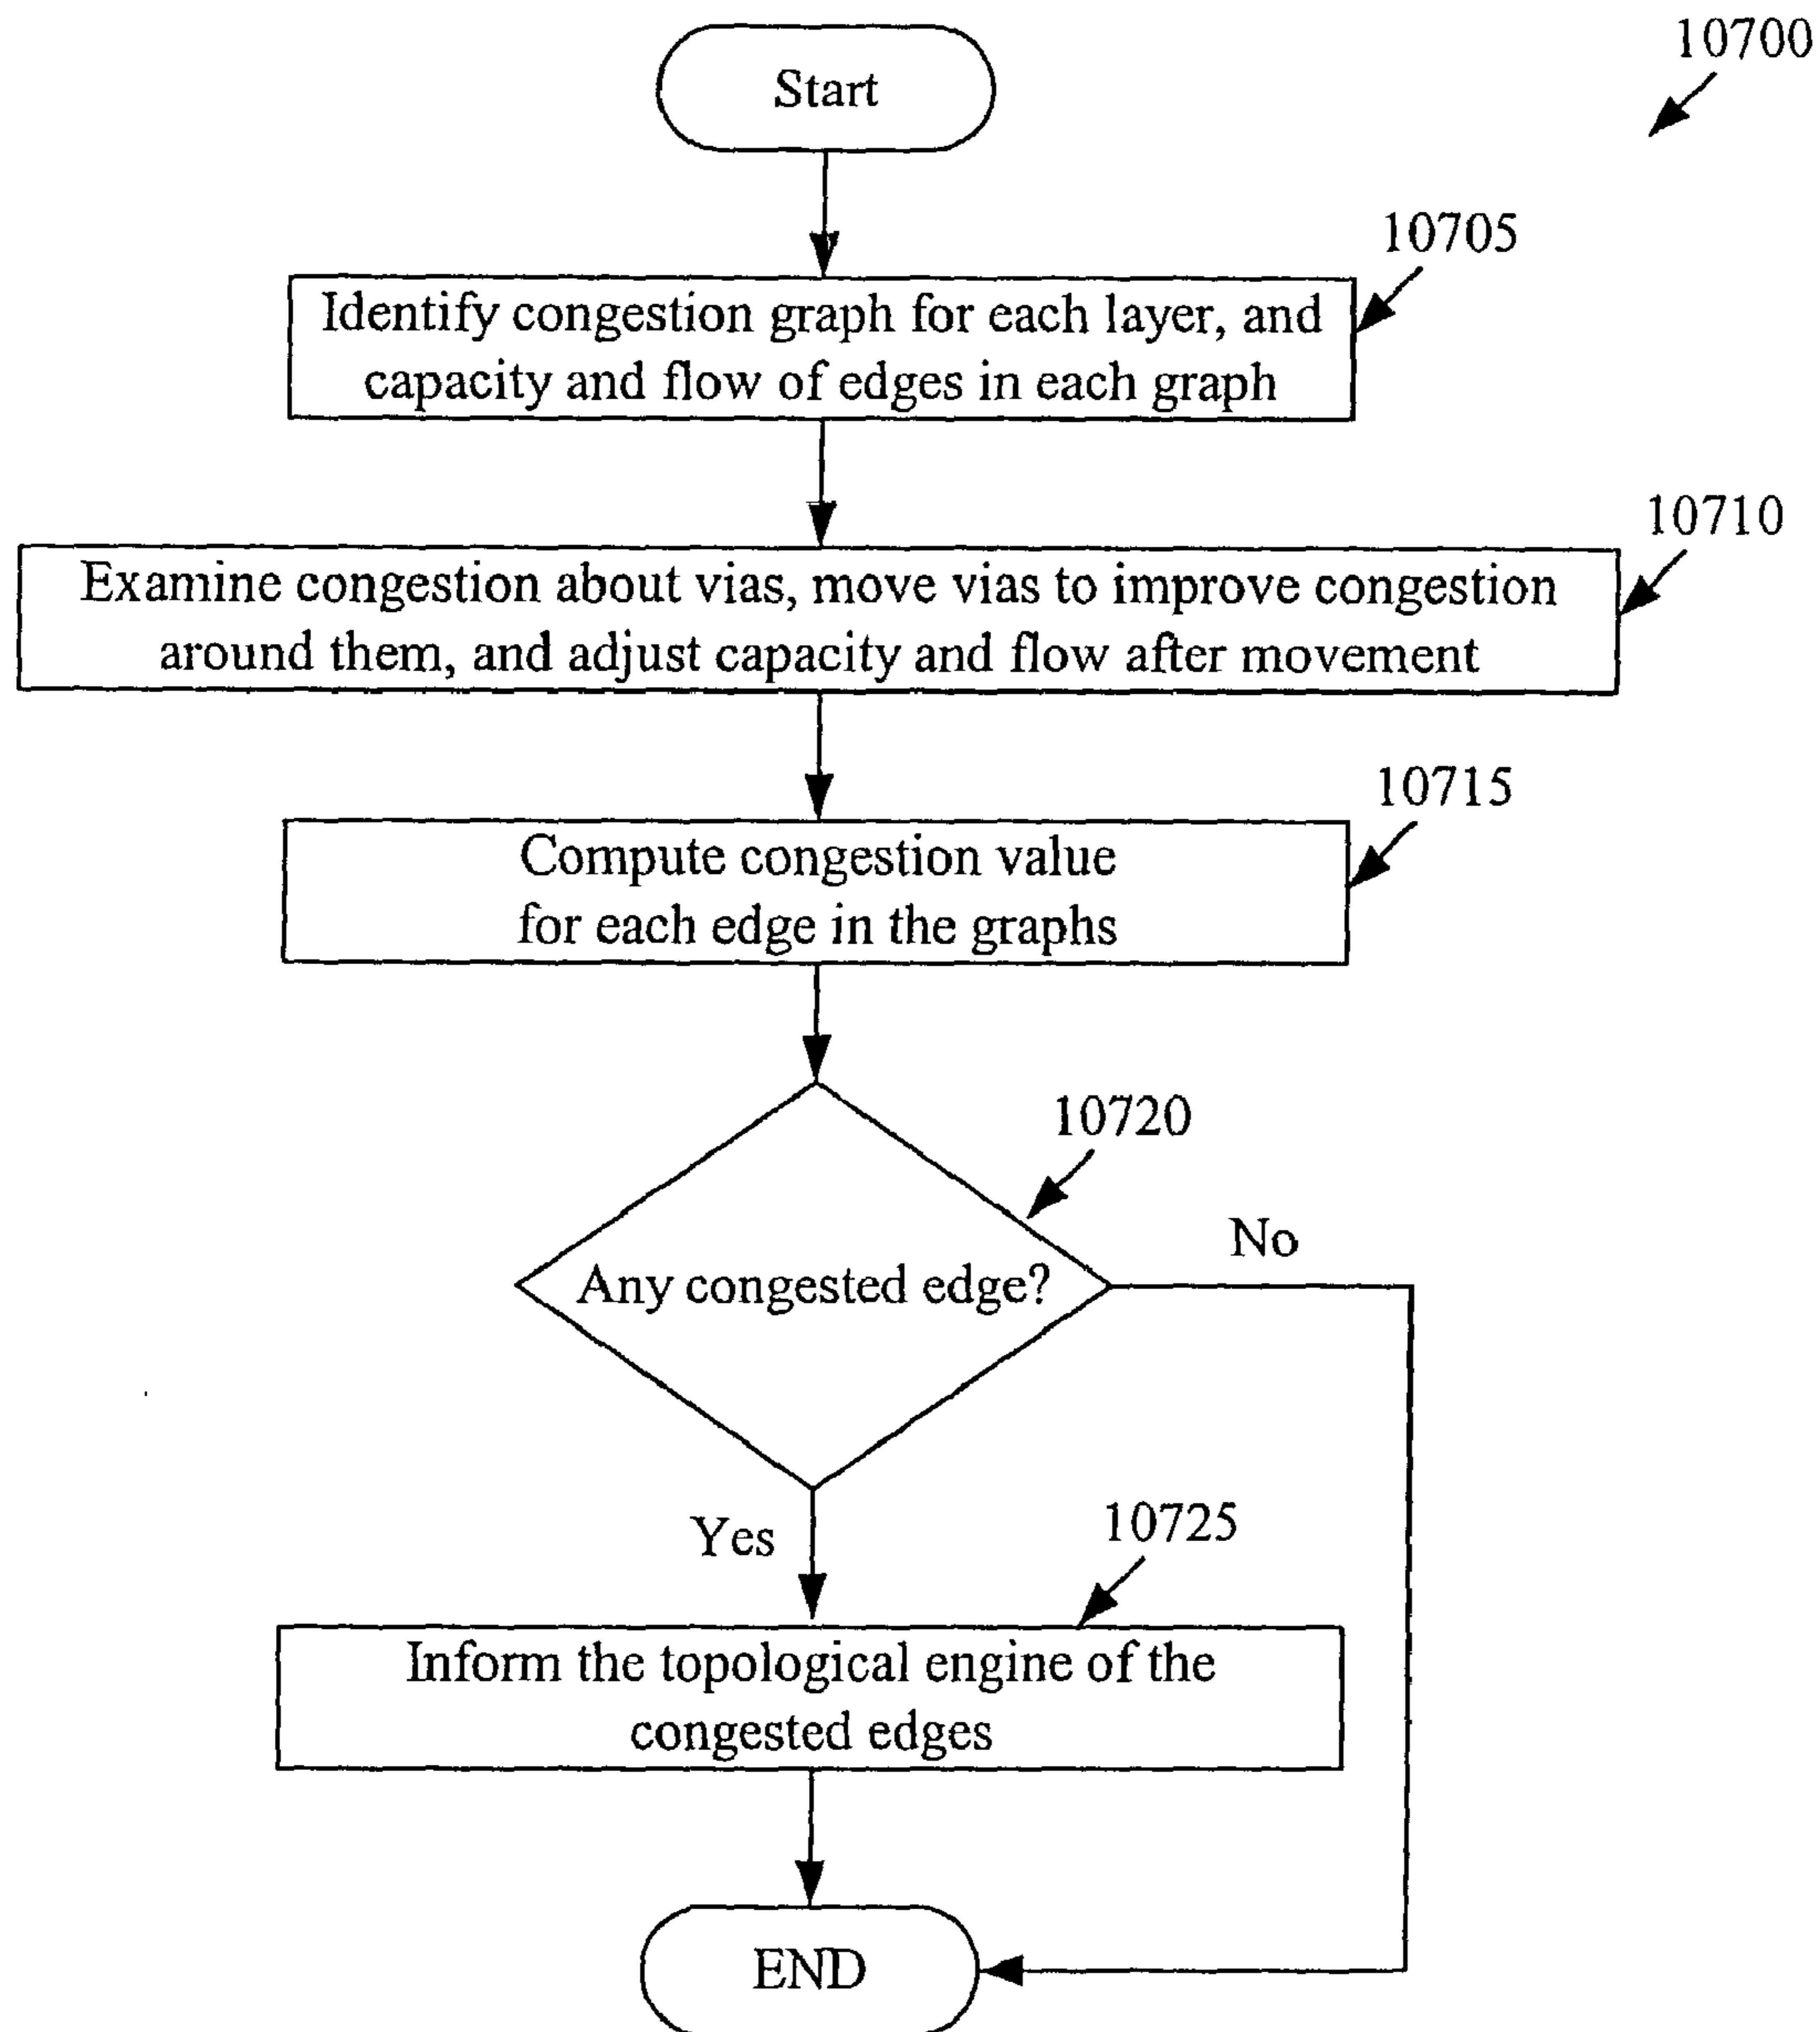 10700
Start
10705
Identify congestion graph for each layer, and
capacity and flow of edges in each graph
10710
Examine congestion about vias, move vias to improve congestion
around them, and adjust capacity and flow after movement
10715
Compute congestion value
for each edge in the graphs
10720
No
Any congested edge?
Yes
10725
Inform the topological engine of the
congested edges
END